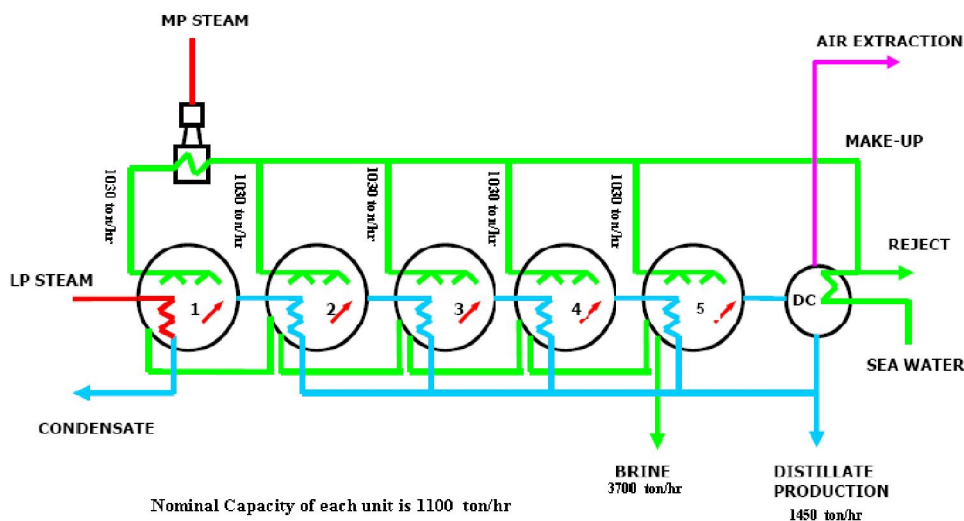 MP STEAM
AIR EXTRACTION
MAKE-UP
1030 ton/hr
1030 ton/hr
1030 ton/hr
1030 ton/hr
1030 ton/hr
REJECT
LP STEAM
1
2
3
4
5
DC
SEA WATER
CONDENSATE
BRINE
3700 ton/hr
DISTILLATE
PRODUCTION
1450 ton/hr
Nominal Capacity of each unit is 1100 ton/hr